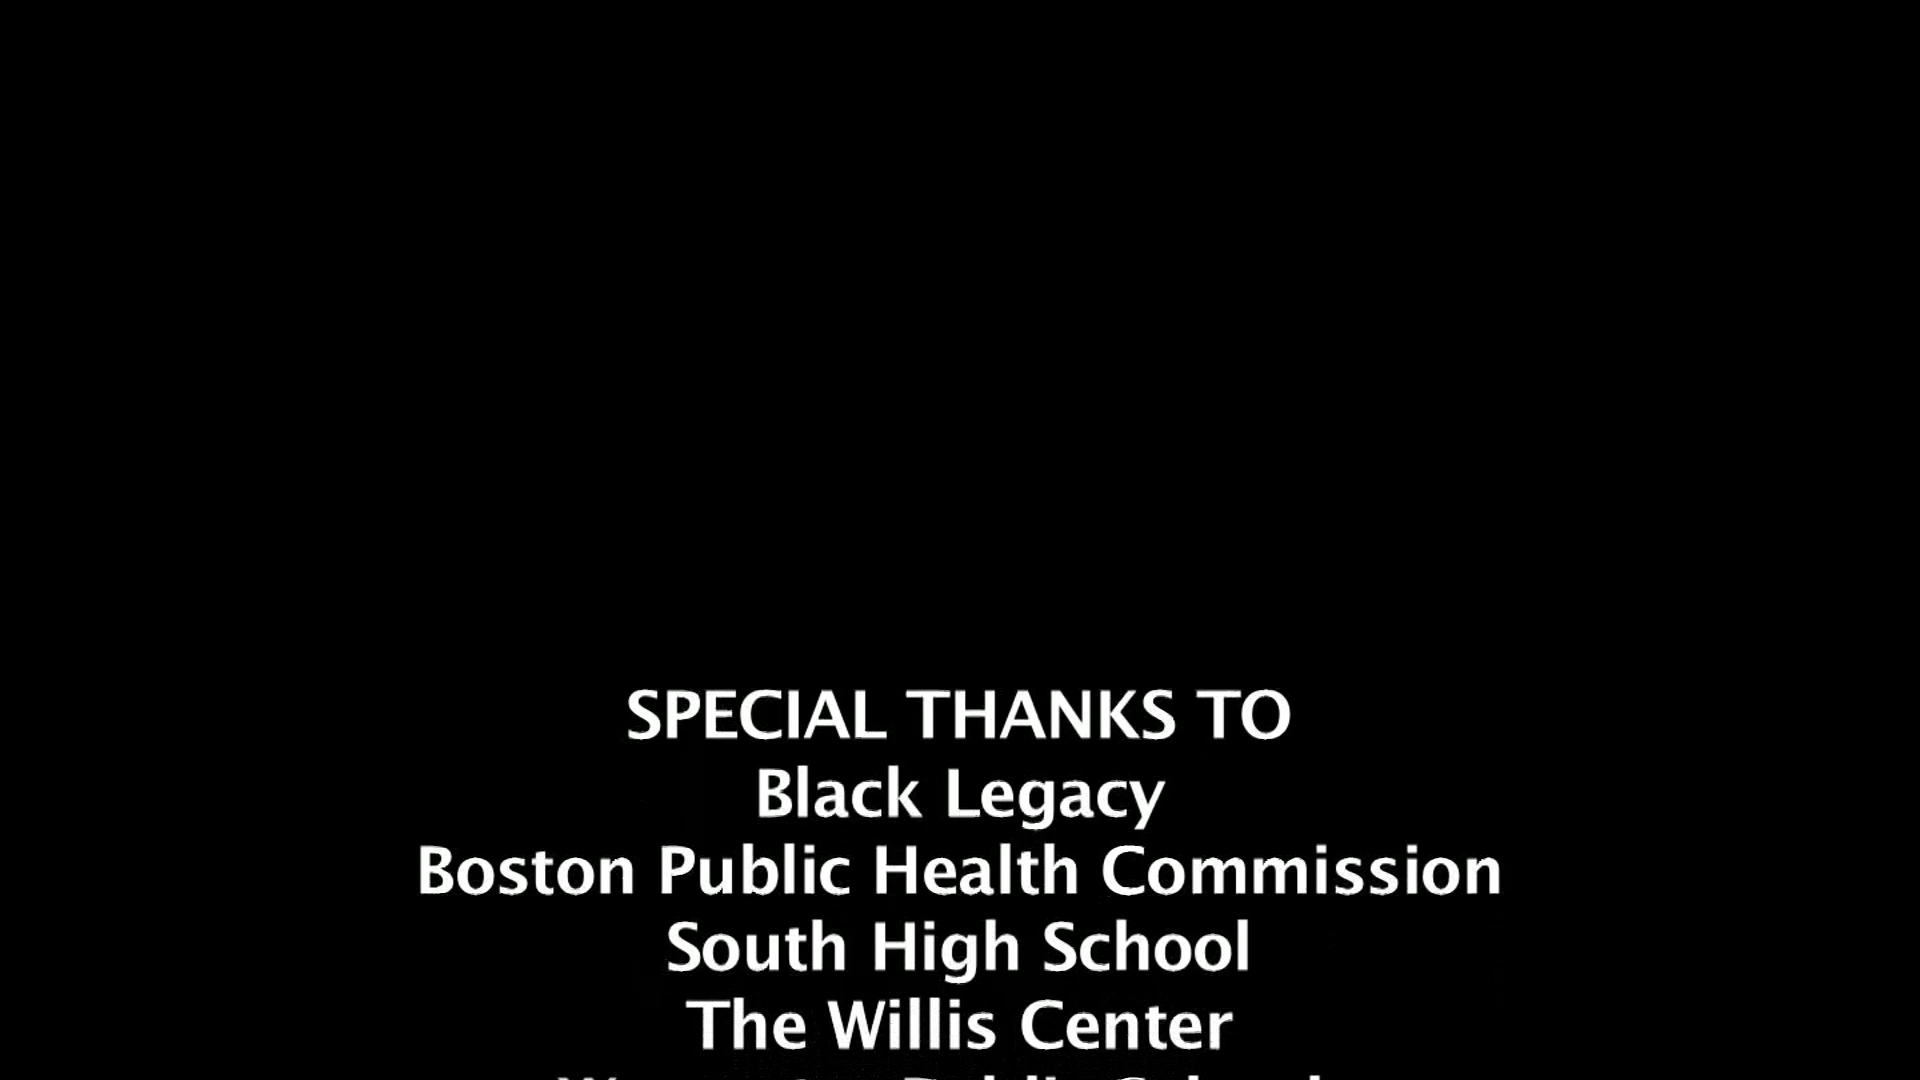 SPECIAL THANKS TO
Black Legacy
Boston Public Health Commission
South High School
The Willis Center